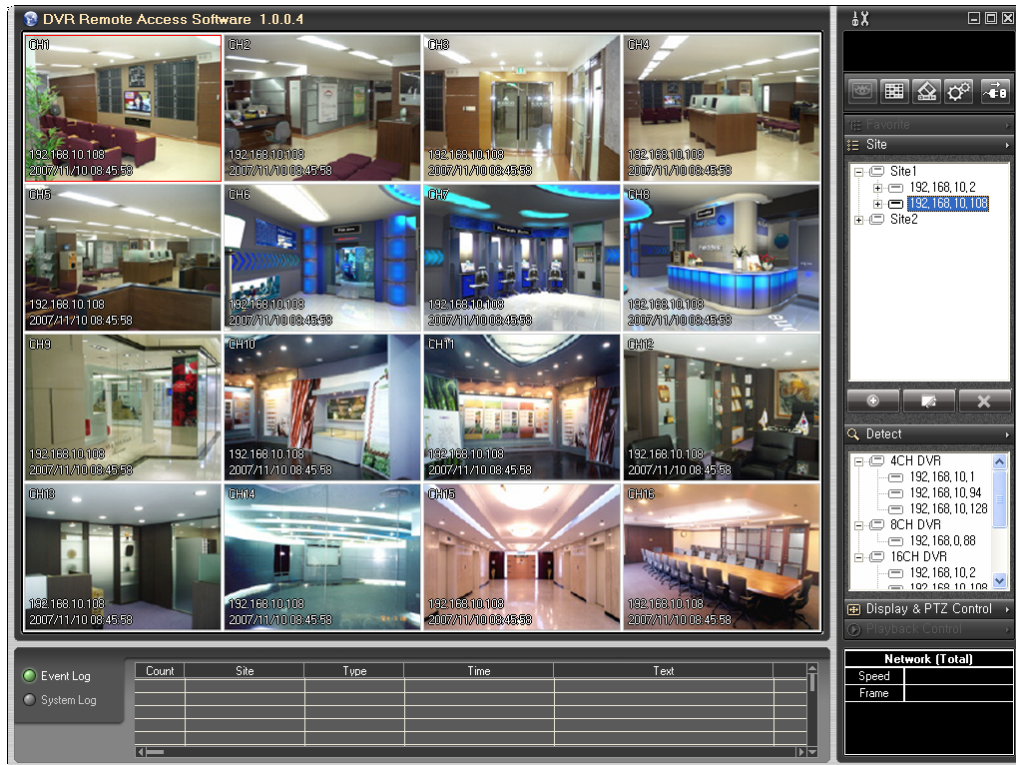 DVR Remote Access Software 1.0.0.4
CH1
192.168.10.108
2007/11/10 08:45:58
CH2
192.168.10.108
2007/11/10 08:45:58
CH3
192.168.10.108
2007/11/10 08:45:58
CH4
192.168.10.108
2007/11/10 08:45:58
CH5
192.168.10.108
2007/11/10 08:45:58
CH6
192.168.10.108
2007/11/10 08:45:58
CH7
192.168.10.108
2007/11/10 08:45:58
CH8
192.168.10.108
2007/11/10 08:45:58
CH9
192.168.10.108
2007/11/10 08:45:58
CH10
192.168.10.108
2007/11/10 08:45:58
CH11
192.168.10.108
2007/11/10 08:45:58
CH12
192.168.10.108
2007/11/10 08:45:58
CH13
192.168.10.108
2007/11/10 08:45:58
CH14
192.168.10.108
2007/11/10 08:45:58
CH15
192.168.10.108
2007/11/10 08:45:58
CH16
192.168.10.108
2007/11/10 08:45:58
Favorite
Site
Site1
192,168,10,2
192,168,10,108
Site2
Detect
4CH DVR
192,168,10,1
192,168,10,94
192,168,10,128
8CH DVR
192,168,0,88
16CH DVR
192,168,10,2
192,168,10,108
Display & PTZ Control
Playback Control
Event Log
System Log
Count Site Type Time Text
Network (Total)
Speed
Frame